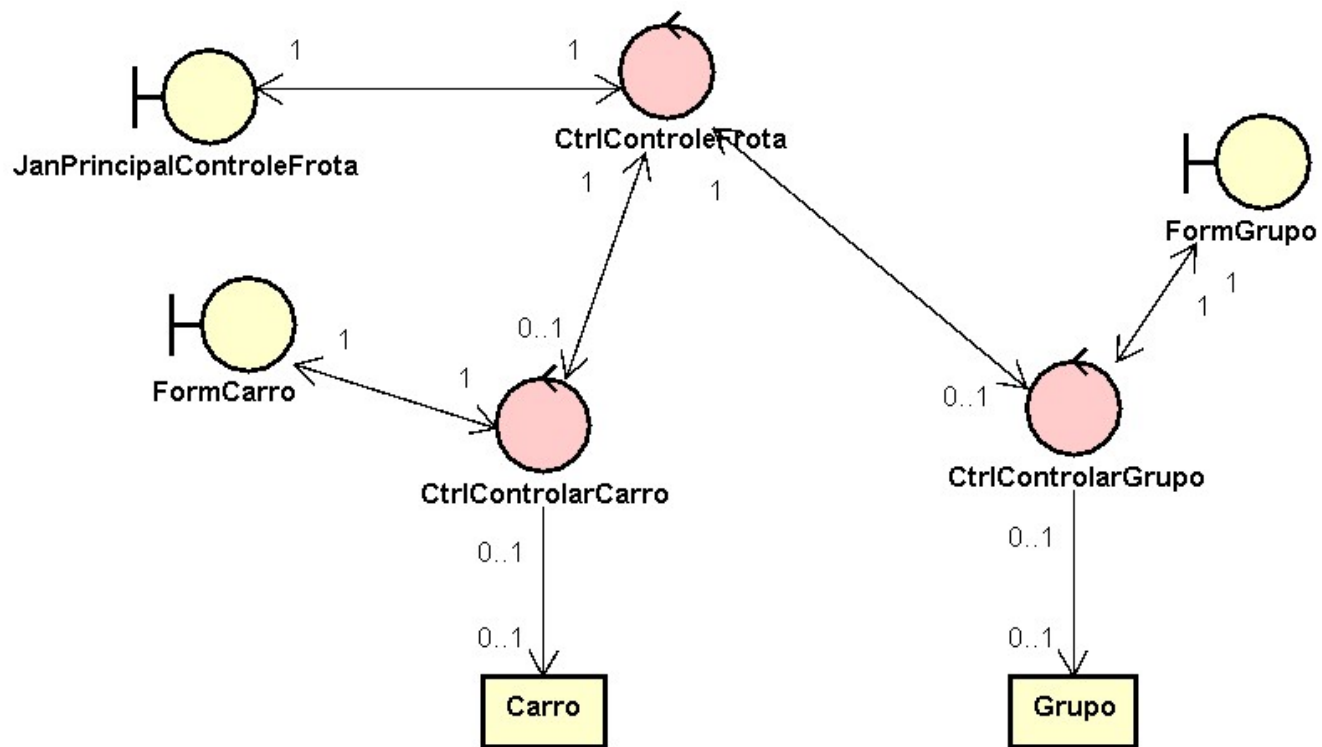 1
1
JanPrincipalControleFrota
CtrlControleFrota
1
1
FormGrupo
1
1
0..1
1
1
FormCarro
0..1
CtrlControlarCarro
CtrlControlarGrupo
0..1
0..1
0..1
0..1
Carro
Grupo